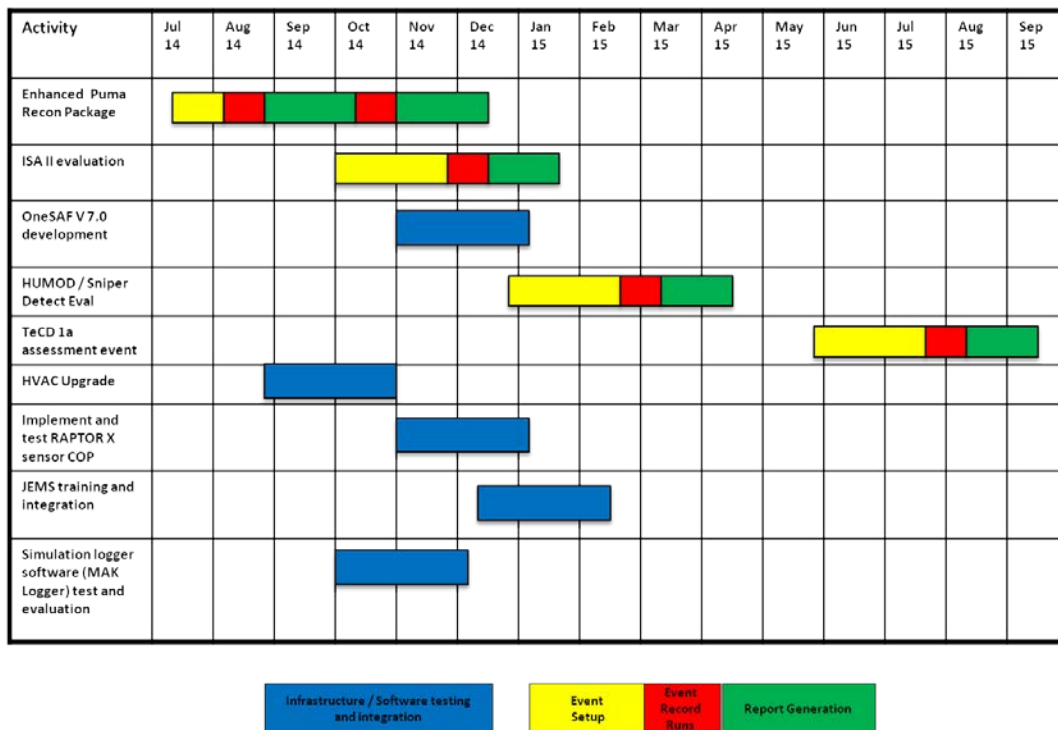 Activity
Jul
14
Aug
14
Sep
14
Oct
14
Nov
14
Dec
14
Jan
15
Feb
15
Mar
15
Apr
15
May
15
Jun
15
Jul
15
Aug
15
Sep
15
Enhanced Puma
Recon Package
ISA II evaluation
OneSAF V 7.0
development
HUMOD / Sniper
Detect Eval
TeCD 1a
assessment event
HVAC Upgrade
Implement and
test RAPTOR X
sensor COP
JEMS training and
integration
Simulation logger
software (MAK
Logger) test and
evaluation
Infrastructure / Software testing
and integration
Event
Setup
Event
Record
Runs
Report Generation